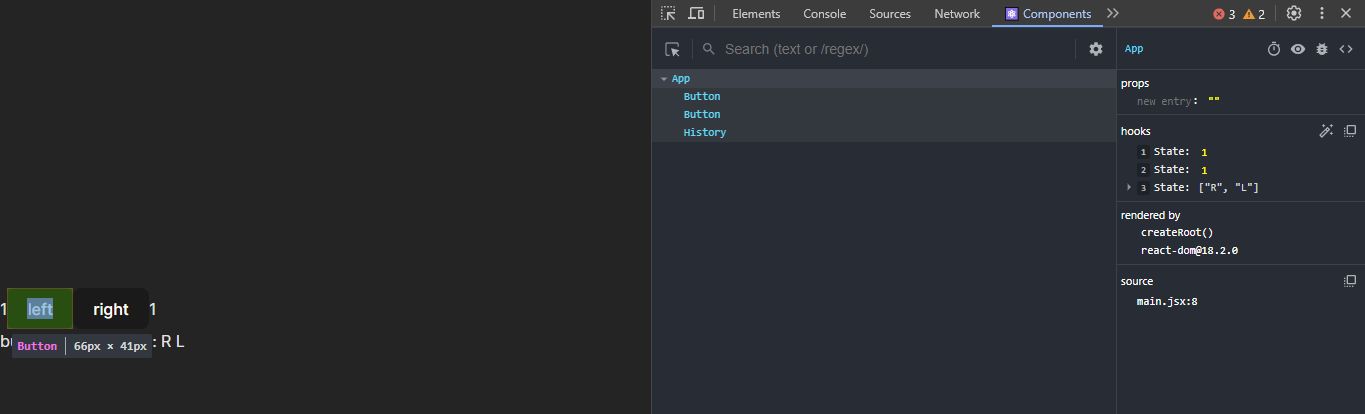 Elements Console Sources Network Components 3 2
Search (text or /regex/)
App
Button
Button
History
App
props
new entry: ""
hooks
1 State: 1
2 State: 1
3 State: ["R", "L"]
rendered by
createRoot()
react-dom@18.2.0
source
main.jsx:8
1 left right 1
bu : R L
Button 66px × 41px